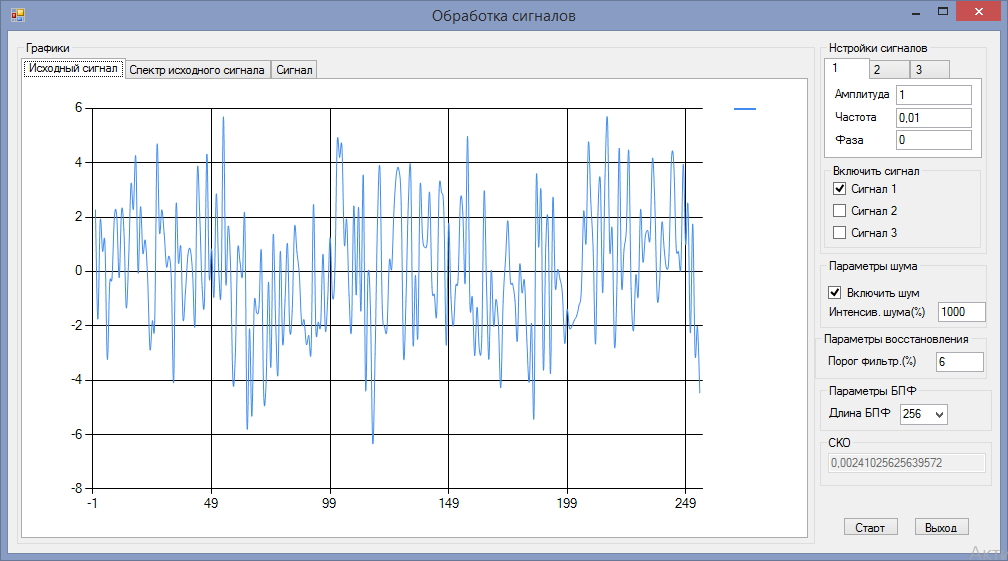 Обработка сигналов
Графики
Исходный сигнал
Спектр исходного сигнала
Сигнал
6
4
2
0
-2
-4
-6
-8
-1
49
99
149
199
249
Нстройки сигналов
1
2
3
Амплитуда
1
Частота
0,01
Фаза
0
Включить сигнал
Сигнал 1
Сигнал 2
Сигнал 3
Параметры шума
Включить шум
Интенсив. шума(%)
1000
Параметры восстановления
Порог фильтр.(%)
6
Параметры БПФ
Длина БПФ
256
СКО
0,00241025625639572
Старт
Выход